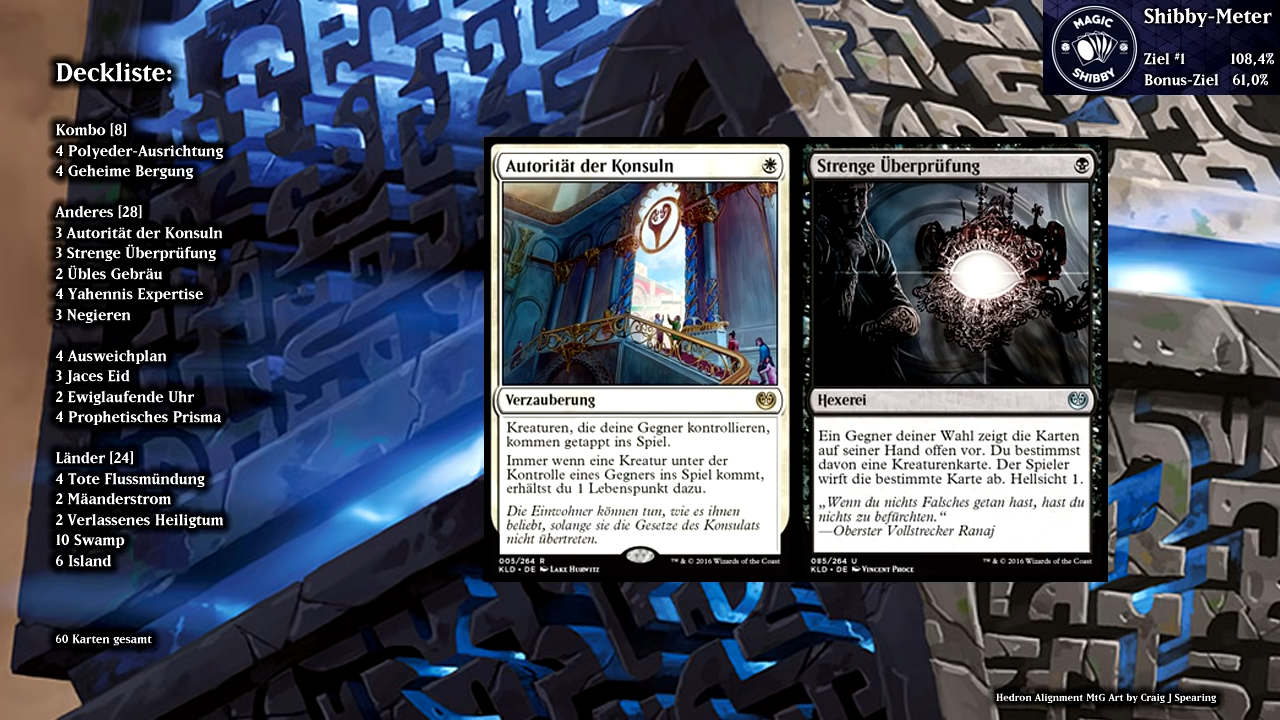 Deckliste:
Kombo [8]
4 Polyeder-Ausrichtung
4 Geheime Bergung
Anderes [28]
3 Autorität der Konsuln
3 Strenge Überprüfung
2 Übles Gebräu
4 Yahennis Expertise
3 Negieren
4 Ausweichplan
3 Jaces Eid
2 Ewiglaufende Uhr
4 Prophetisches Prisma
Länder [24]
4 Tote Flussmündung
2 Mäanderstrom
2 Verlassenes Heiligtum
10 Swamp
6 Island
60 Karten gesamt
Autorität der Konsuln
Verzauberung
Kreaturen, die deine Gegner kontrollieren,
kommen getappt ins Spiel.
Immer wenn eine Kreatur unter der
Kontrolle eines Gegners ins Spiel kommt,
erhältst du 1 Lebenspunkt dazu.
Die Einwohner können tun, wie es ihnen
beliebt, solange sie die Gesetze des Konsulats
nicht übertreten.
005/264 R
KLD • DE Lake Hurwitz
™ & © 2016 Wizards of the Coast
Strenge Überprüfung
Hexerei
Ein Gegner deiner Wahl zeigt die Karten
auf seiner Hand offen vor. Du bestimmst
davon eine Kreaturenkarte. Der Spieler
wirft die bestimmte Karte ab. Hellsicht 1.
„Wenn du nichts Falsches getan hast, hast du
nichts zu befürchten.“
—Oberster Vollstrecker Ranaj
085/264 U
KLD • DE Vincent Proce
™ & © 2016 Wizards of the Coast
MAGIC
SHIBBY
Shibby-Meter
Ziel #1 108,4%
Bonus-Ziel 61,0%
Hedron Alignment MtG Art by Craig J Spearing